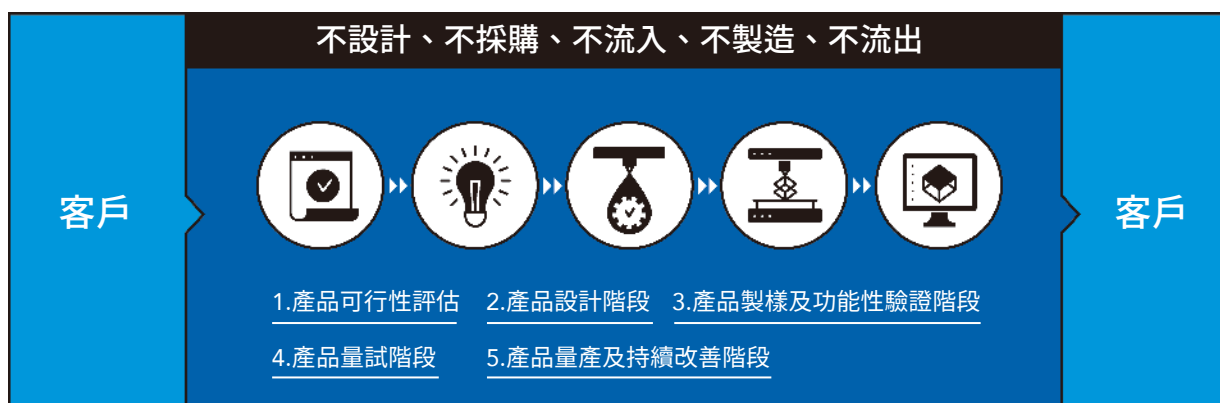 不設計、不採購、不流入、不製造、不流出
客戶
客戶
1.產品可行性評估 2.產品設計階段 3.產品製樣及功能性驗證階段
4.產品量試階段 5.產品量產及持續改善階段